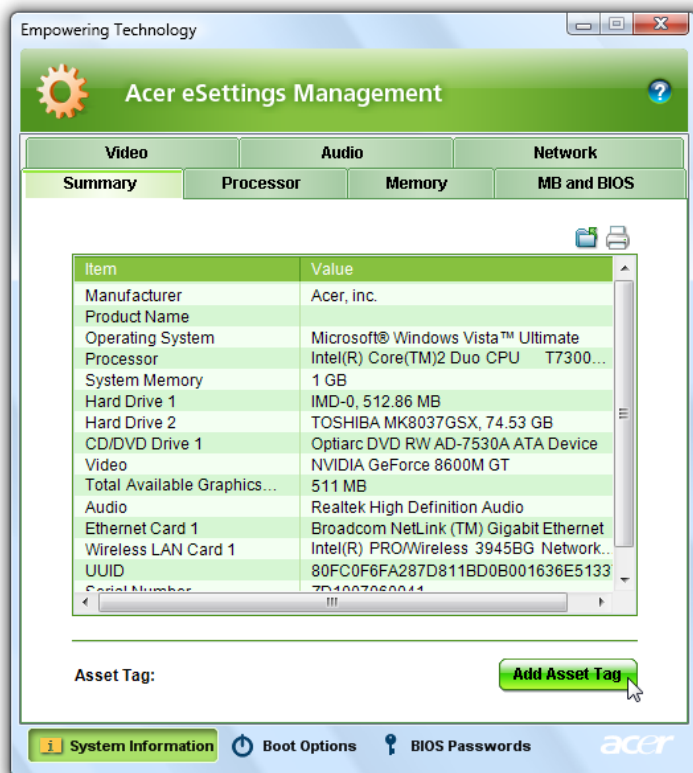 Empowering Technology
Acer eSettings Management
Video Audio Network
Summary Processor Memory MB and BIOS
Item Value
Manufacturer Acer, inc.
Product Name
Operating System Microsoft® Windows Vista™ Ultimate
Processor Intel(R) Core(TM)2 Duo CPU T7300...
System Memory 1 GB
Hard Drive 1 IMD-0, 512.86 MB
Hard Drive 2 TOSHIBA MK8037GSX, 74.53 GB
CD/DVD Drive 1 Optiarc DVD RW AD-7530A ATA Device
Video NVIDIA GeForce 8600M GT
Total Available Graphics... 511 MB
Audio Realtek High Definition Audio
Ethernet Card 1 Broadcom NetLink (TM) Gigabit Ethernet
Wireless LAN Card 1 Intel(R) PRO/Wireless 3945BG Network..
UUID 80FC0F6FA287D811BD0B001636E5133
Serial Number
Asset Tag: Add Asset Tag
System Information Boot Options BIOS Passwords acer